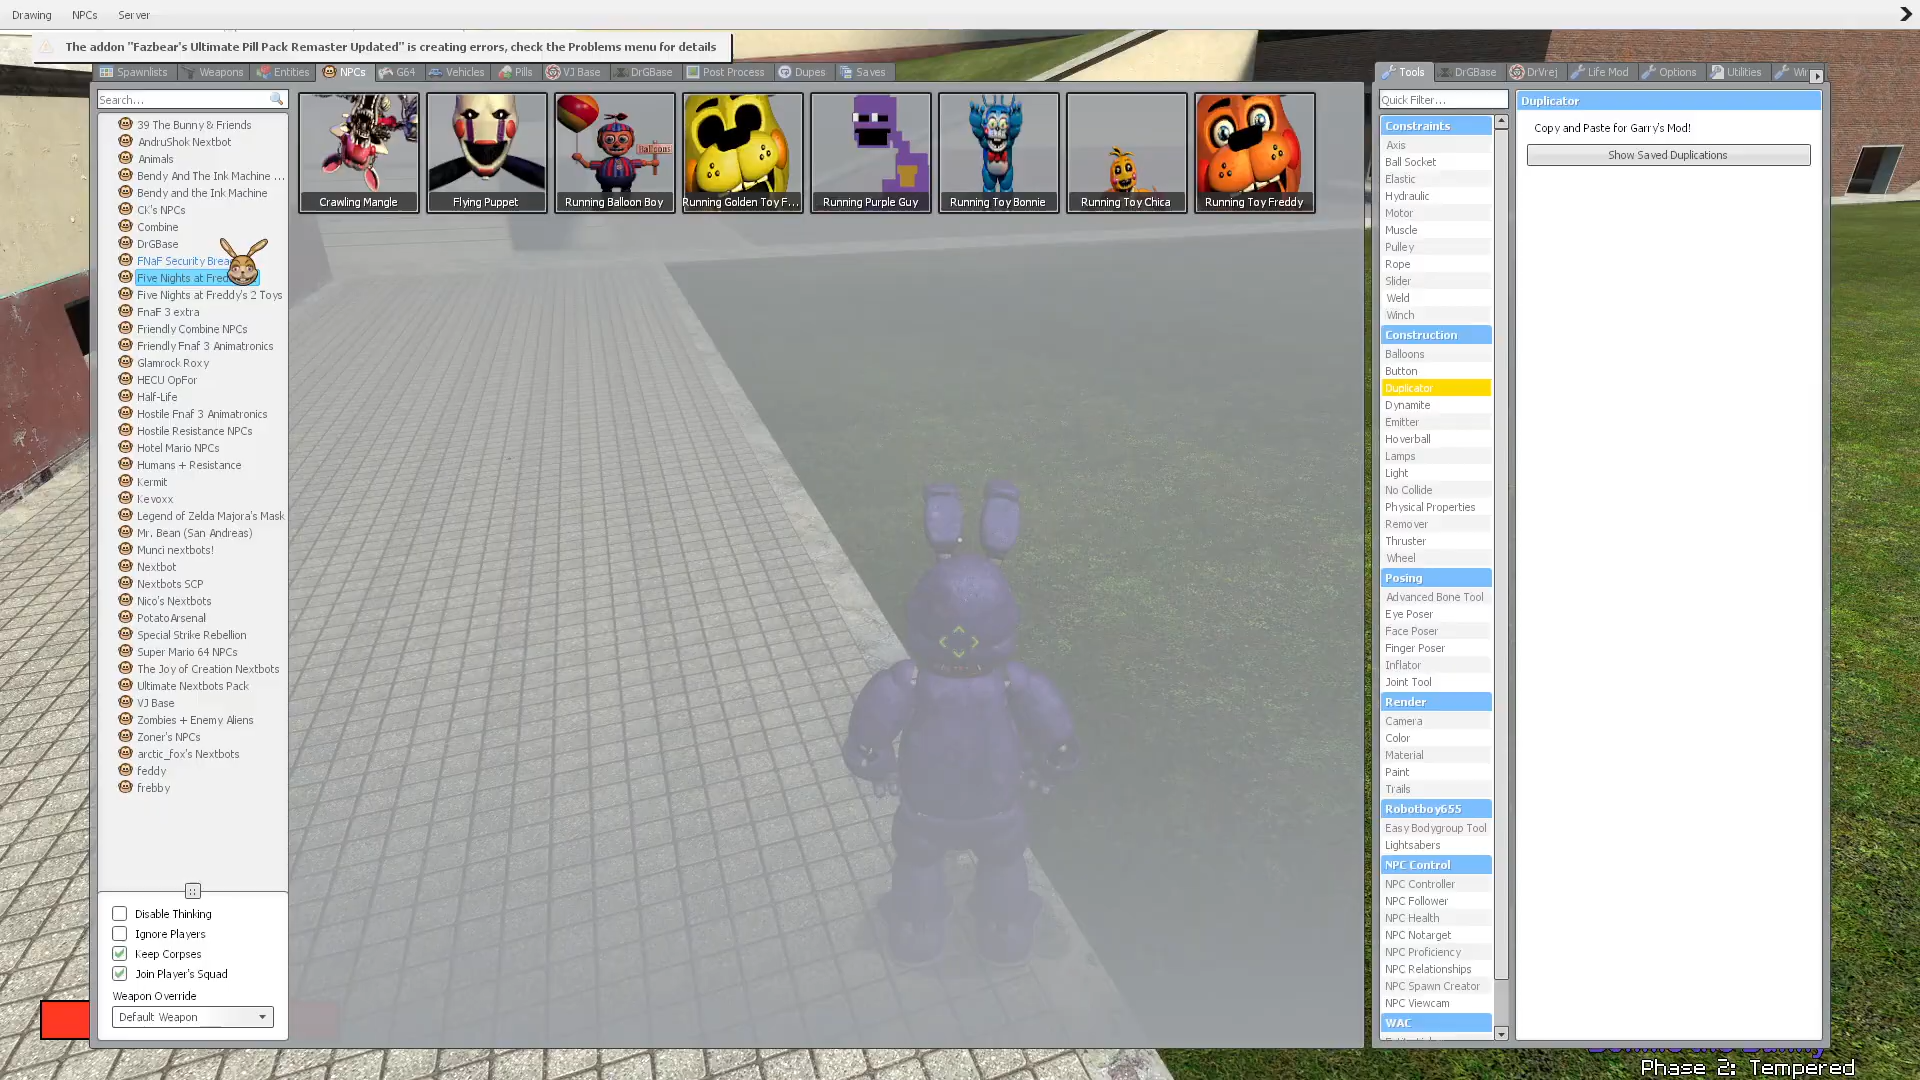 Drawing NPCs Server
The addon "Fazbear's Ultimate Pill Pack Remaster Updated" is creating errors, check the Problems menu for details
Spawnlists Weapons Entities NPCs G64 Vehicles Pills VJ Base DrGBase Post Process Dupes Saves
Search...
39 The Bunny & Friends
AndruShok Nextbot
Animals
Bendy And The Ink Machine ...
Bendy and the Ink Machine
CK's NPCs
Combine
DrGBase
FNaF Security Brea
Five Nights at Fred
Five Nights at Freddy's 2 Toys
FnaF 3 extra
Friendly Combine NPCs
Friendly Fnaf 3 Animatronics
Glamrock Roxy
HECU OpFor
Half-Life
Hostile Fnaf 3 Animatronics
Hostile Resistance NPCs
Hotel Mario NPCs
Humans + Resistance
Kermit
Kevoxx
Legend of Zelda Majora's Mask
Mr. Bean (San Andreas)
Munci nextbots!
Nextbot
Nextbots SCP
Nico's Nextbots
PotatoArsenal
Special Strike Rebellion
Super Mario 64 NPCs
The Joy of Creation Nextbots
Ultimate Nextbots Pack
VJ Base
Zombies + Enemy Aliens
Zoner's NPCs
arctic_fox's Nextbots
feddy
frebby
Disable Thinking
Ignore Players
Keep Corpses
Join Player's Squad
Weapon Override
Default Weapon
Balloons
Crawling Mangle
Flying Puppet
Running Balloon Boy
Running Golden Toy F...
Running Purple Guy
Running Toy Bonnie
Running Toy Chica
Running Toy Freddy
Tools DrGBase DrVrej Life Mod Options Utilities
Quick Filter...
Constraints
Axis
Ball Socket
Elastic
Hydraulic
Motor
Muscle
Pulley
Rope
Slider
Weld
Winch
Construction
Balloons
Button
Duplicator
Dynamite
Emitter
Hoverball
Lamps
Light
No Collide
Physical Properties
Remover
Thruster
Wheel
Posing
Advanced Bone Tool
Eye Poser
Face Poser
Finger Poser
Inflator
Joint Tool
Render
Camera
Color
Material
Paint
Trails
Robotboy655
Easy Bodygroup Tool
Lightsabers
NPC Control
NPC Controller
NPC Follower
NPC Health
NPC Notarget
NPC Proficiency
NPC Relationships
NPC Spawn Creator
NPC Viewcam
WAC
Duplicator
Copy and Paste for Garry's Mod!
Show Saved Duplications
Phase 2: Tempered